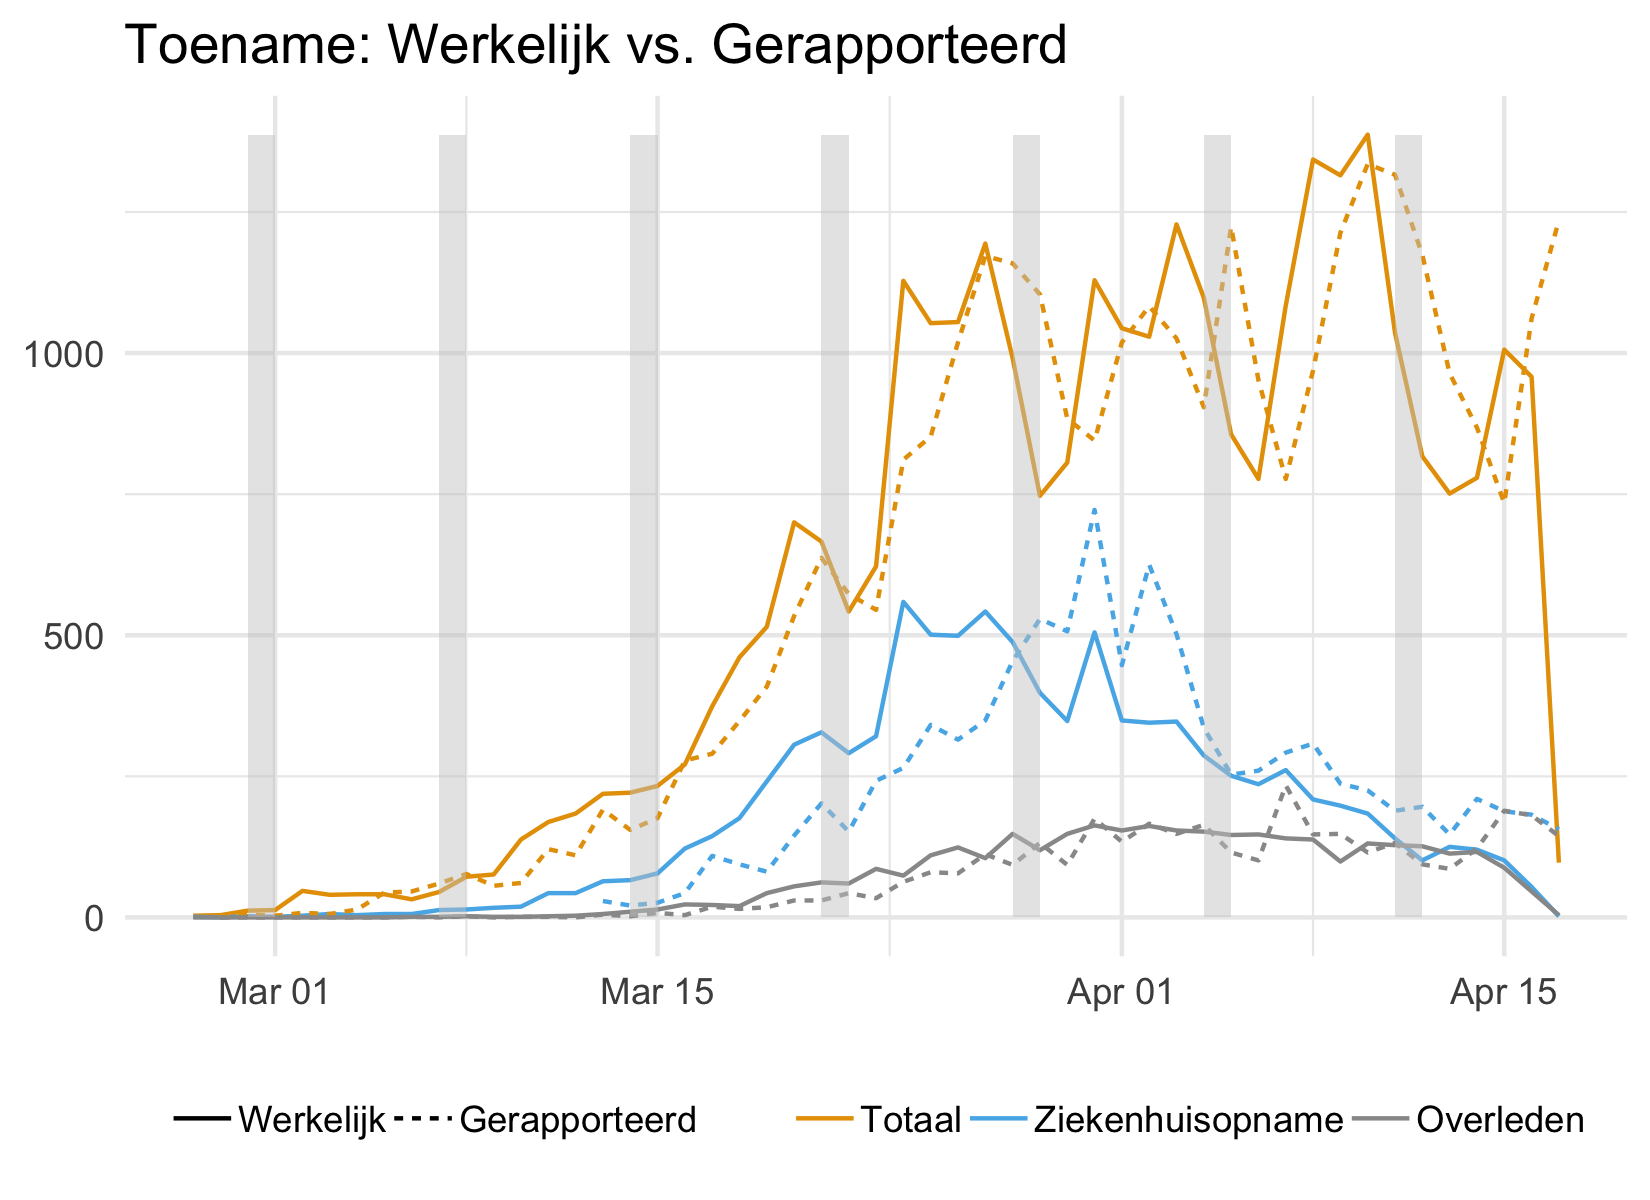 Toename: Werkelijk vs. Gerapporteerd
1000
500
0
Mar 01 Mar 15 Apr 01 Apr 15
Werkelijk Gerapporteerd Totaal Ziekenhuisopname Overleden